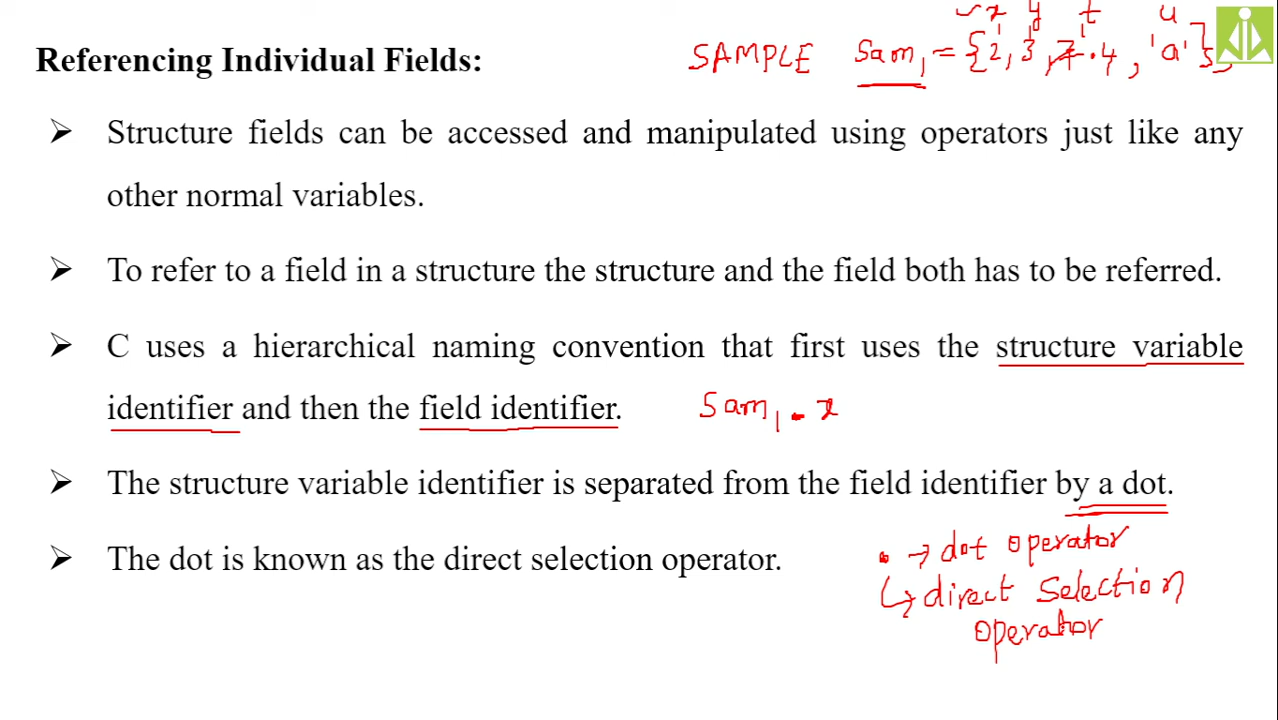 x y t u
SAMPLE Sam1 = {2, 3, 7.4, 'a'};
Referencing Individual Fields:
➢ Structure fields can be accessed and manipulated using operators just like any
other normal variables.
➢ To refer to a field in a structure the structure and the field both has to be referred.
➢ C uses a hierarchical naming convention that first uses the structure variable
identifier and then the field identifier. Sam1 . x
➢ The structure variable identifier is separated from the field identifier by a dot.
➢ The dot is known as the direct selection operator.
. → dot operator
↳ direct Selection
operator